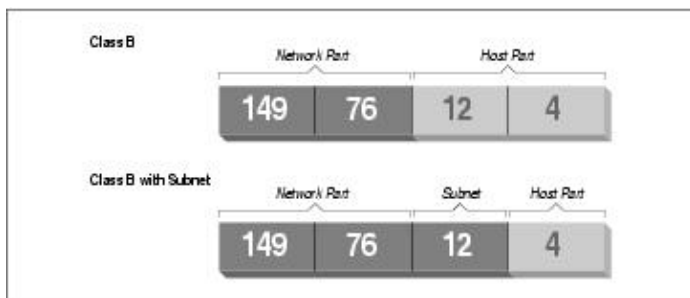 Class B
Network Part Host Part
149 76 12 4
Class B with Subnet
Network Part Subnet Host Part
149 76 12 4